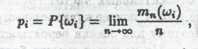 p_i = P{ω_i} = lim_{n→∞} m_n(ω_i)/n ,